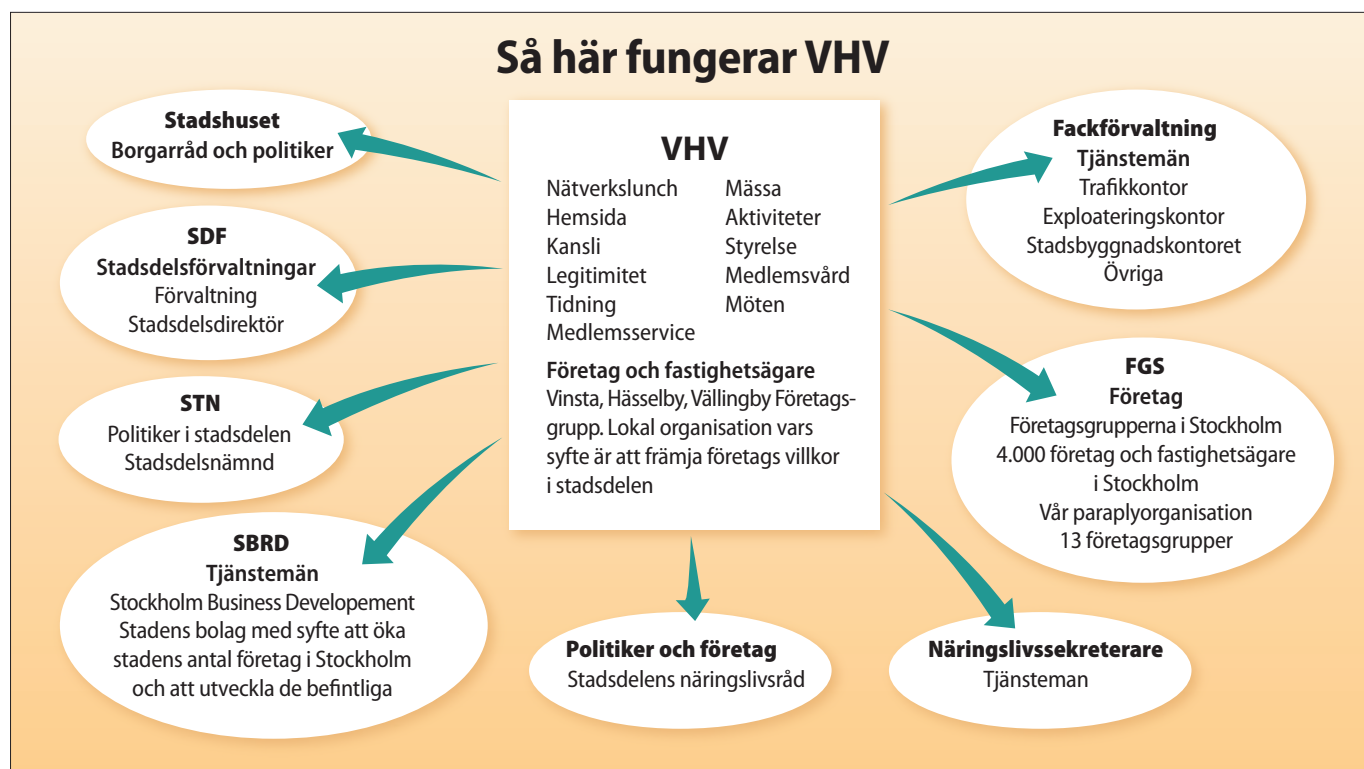 Så här fungerar VHV
Stadshuset
Borgarråd och politiker
SDF
Stadsdelsförvaltningar
Förvaltning
Stadsdelsdirektör
STN
Politiker i stadsdelen
Stadsdelsnämnd
SBRD
Tjänstemän
Stockholm Business Developement
Stadens bolag med syfte att öka
stadens antal företag i Stockholm
och att utveckla de befintliga
VHV
Nätverkslunch
Hemsida
Kansli
Legitimitet
Tidning
Medlemsservice
Mässa
Aktiviteter
Styrelse
Medlemsvård
Möten
Företag och fastighetsägare
Vinsta, Hässelby, Vällingby Företags-
grupp. Lokal organisation vars
syfte är att främja företags villkor
i stadsdelen
Politiker och företag
Stadsdelens näringslivsråd
Fackförvaltning
Tjänstemän
Trafikkontor
Exploateringskontor
Stadsbyggnadskontoret
Övriga
FGS
Företag
Företagsgrupperna i Stockholm
4.000 företag och fastighetsägare
i Stockholm
Vår paraplyorganisation
13 företagsgrupper
Näringslivssekreterare
Tjänsteman